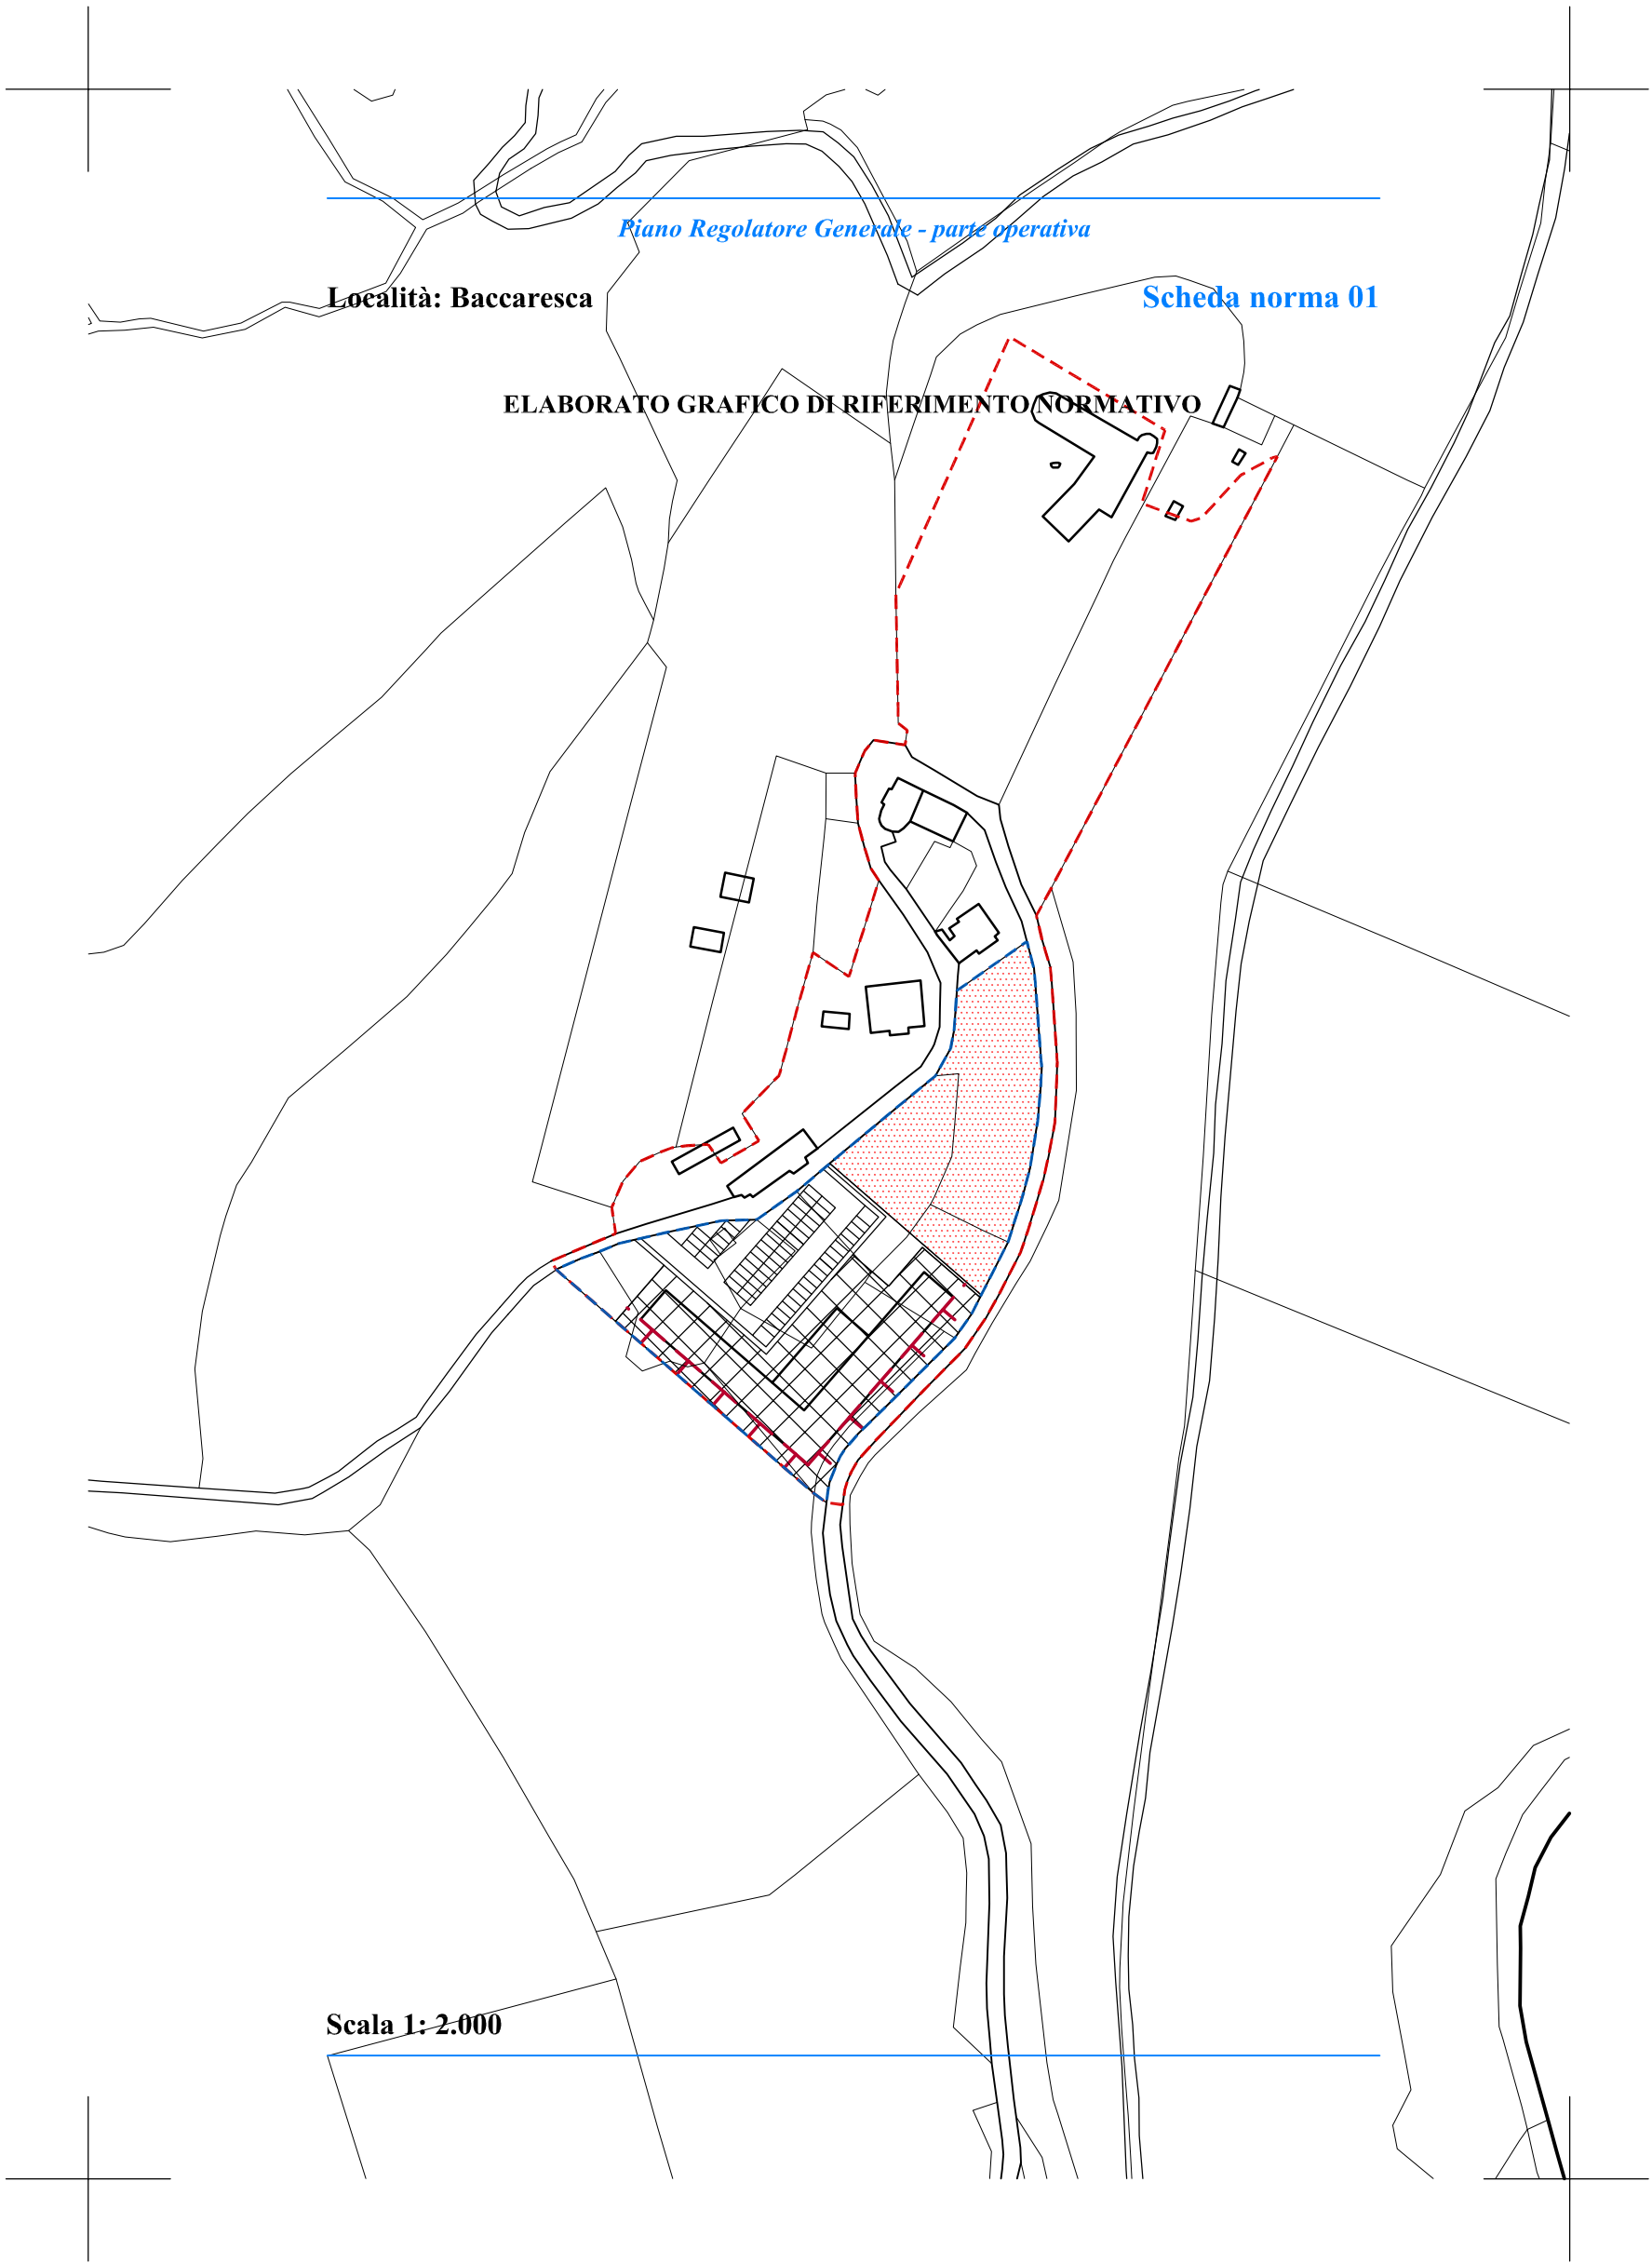 Piano Regolatore Generale - parte operativa
Località: Baccaresca
Scheda norma 01
ELABORATO GRAFICO DI RIFERIMENTO NORMATIVO
Scala 1: 2.000